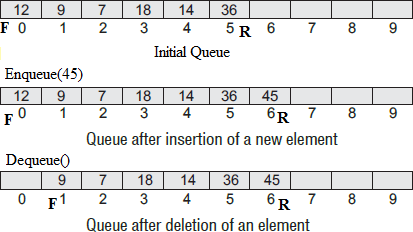 12 9 7 18 14 36
F 0 1 2 3 4 5 R 6 7 8 9
Initial Queue
Enqueue(45)
12 9 7 18 14 36 45
F 0 1 2 3 4 5 6 R 7 8 9
Queue after insertion of a new element
Dequeue()
9 7 18 14 36 45
0 F 1 2 3 4 5 6 R 7 8 9
Queue after deletion of an element